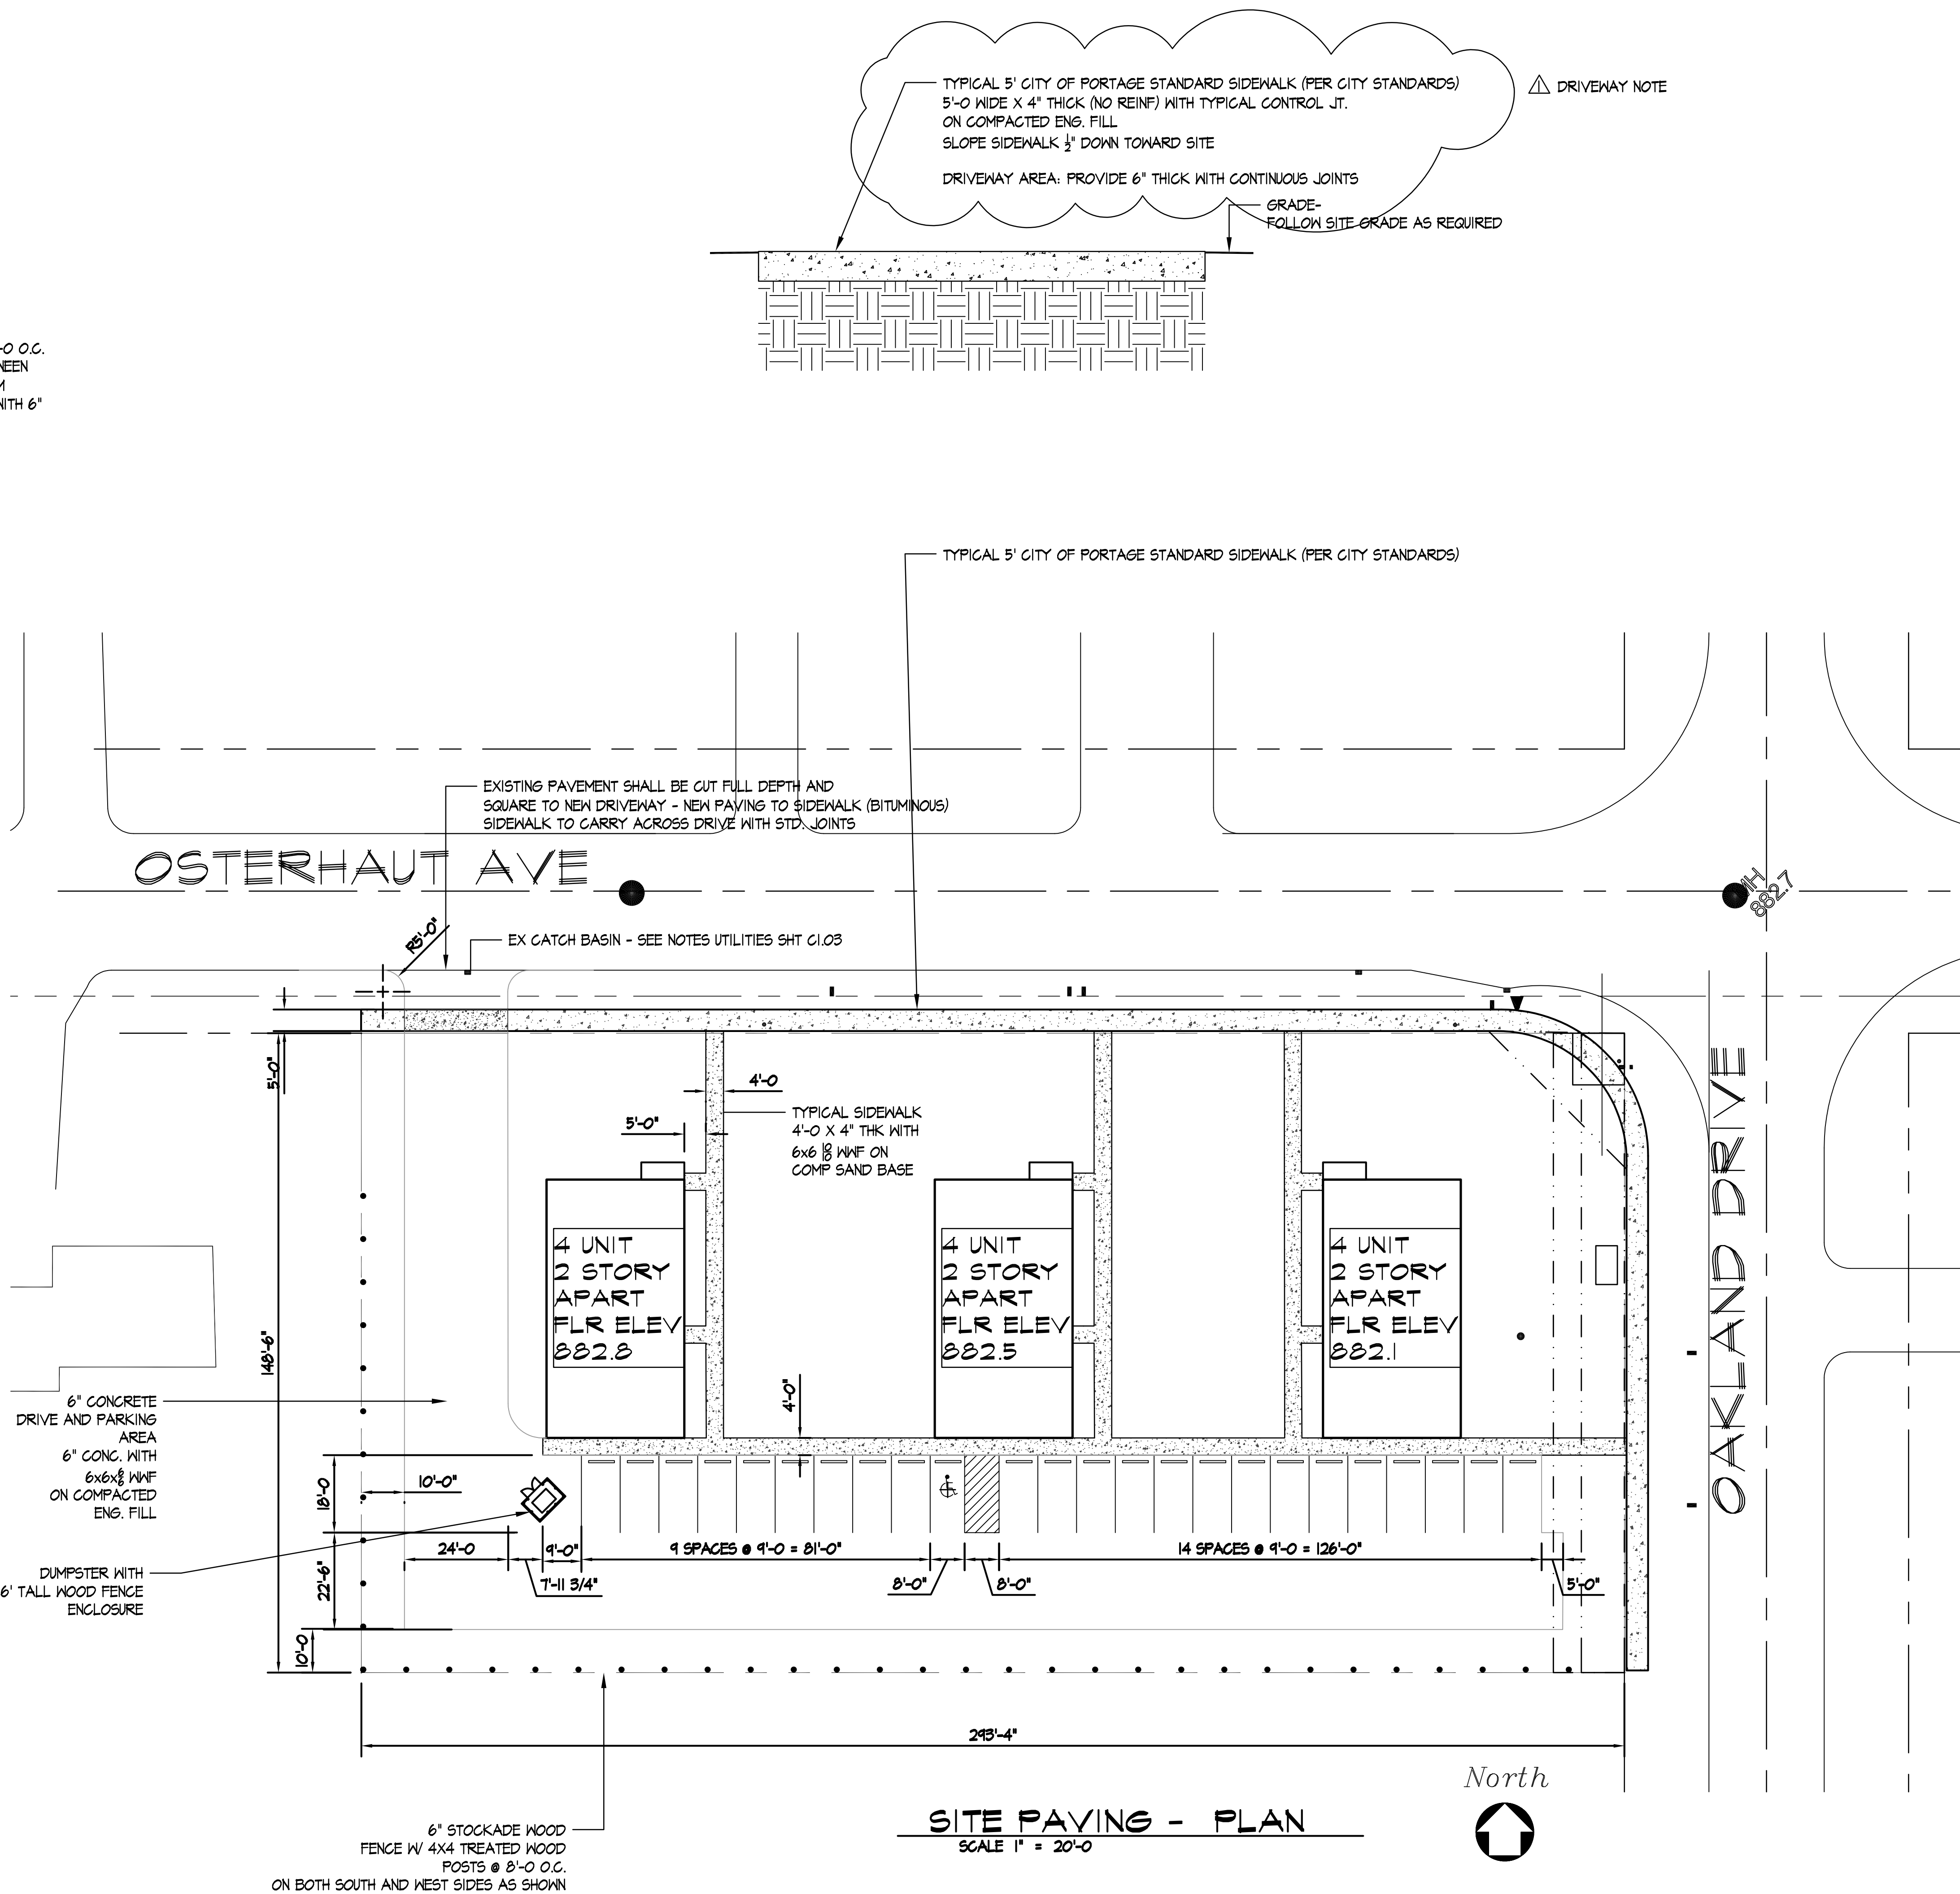 TYPICAL 5' CITY OF PORTAGE STANDARD SIDEWALK (PER CITY STANDARDS)
5'-0 WIDE X 4" THICK (NO REINF) WITH TYPICAL CONTROL JT.
ON COMPACTED ENG. FILL
SLOPE SIDEWALK 1/2" DOWN TOWARD SITE
DRIVEWAY AREA: PROVIDE 6" THICK WITH CONTINUOUS JOINTS
1 DRIVEWAY NOTE
GRADE-
FOLLOW SITE GRADE AS REQUIRED
-0 O.C.
WITH 6"
TYPICAL 5' CITY OF PORTAGE STANDARD SIDEWALK (PER CITY STANDARDS)
EXISTING PAVEMENT SHALL BE CUT FULL DEPTH AND
SQUARE TO NEW DRIVEWAY - NEW PAVING TO SIDEWALK (BITUMINOUS)
SIDEWALK TO CARRY ACROSS DRIVE WITH STD. JOINTS
OSTERHAUT AVE
MH
882.7
R5'-0"
EX CATCH BASIN - SEE NOTES UTILITIES SHT C1.03
5'-0"
4'-0
5'-0"
TYPICAL SIDEWALK
4'-0 X 4" THK WITH
6x6 10/10 WWF ON
COMP SAND BASE
OAKLAND DRIVE
4 UNIT
2 STORY
APART
FLR ELEV
882.8
4 UNIT
2 STORY
APART
FLR ELEV
882.5
4 UNIT
2 STORY
APART
FLR ELEV
882.1
148'-6"
4'-0"
6" CONCRETE
DRIVE AND PARKING
AREA
6" CONC. WITH
6x6x6/6 WWF
ON COMPACTED
ENG. FILL
18'-0
10'-0"
DUMPSTER WITH
6' TALL WOOD FENCE
ENCLOSURE
22'-6"
24'-0
7'-11 3/4"
9'-0"
9 SPACES @ 9'-0 = 81'-0"
8'-0"
8'-0"
14 SPACES @ 9'-0 = 126'-0"
5'-0"
10'-0
293'-4"
North
6" STOCKADE WOOD
FENCE W/ 4X4 TREATED WOOD
POSTS @ 8'-0 O.C.
ON BOTH SOUTH AND WEST SIDES AS SHOWN
SITE PAVING - PLAN
SCALE 1" = 20'-0